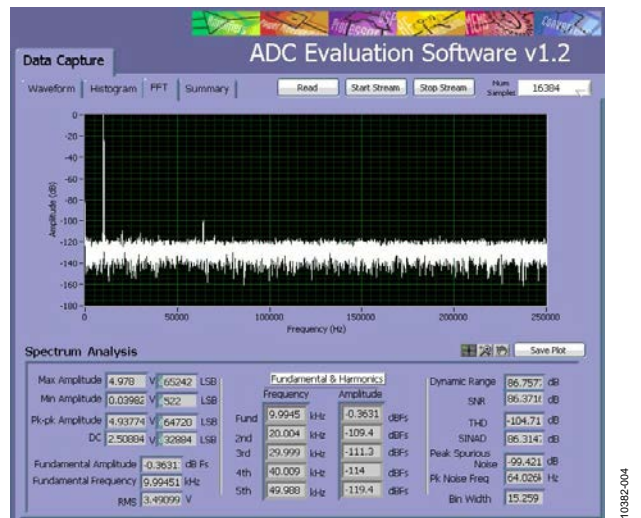 ADC Evaluation Software v1.2
Data Capture
Waveform Histogram FFT Summary Read Start Stream Stop Stream Num Samples 16384
Amplitude (dB)
0
-20
-40
-60
-80
-100
-120
-140
-160
-180
0 50000 100000 150000 200000 250000
Frequency (Hz)
Spectrum Analysis Save Plot
Max Amplitude 4.978 V 65242 LSB
Min Amplitude 0.03982 V 522 LSB
Pk-pk Amplitude 4.93774 V 64720 LSB
DC 2.50884 V 32884 LSB
Fundamental Amplitude -0.3631 dB Fs
Fundamental Frequency 9.99451 kHz
RMS 3.49099 V
Fundamental & Harmonics
Frequency Amplitude
Fund 9.9945 kHz -0.3631 dBFs
2nd 20.004 kHz -109.4 dBFs
3rd 29.999 kHz -111.3 dBFs
4th 40.009 kHz -114 dBFs
5th 49.988 kHz -119.4 dBFs
Dynamic Range 86.757 dB
SNR 86.371 dB
THD -104.71 dB
SINAD 86.314 dB
Peak Spurious Noise -99.421 dB
Pk Noise Freq 64.026 Hz
Bin Width 15.259
10382-004